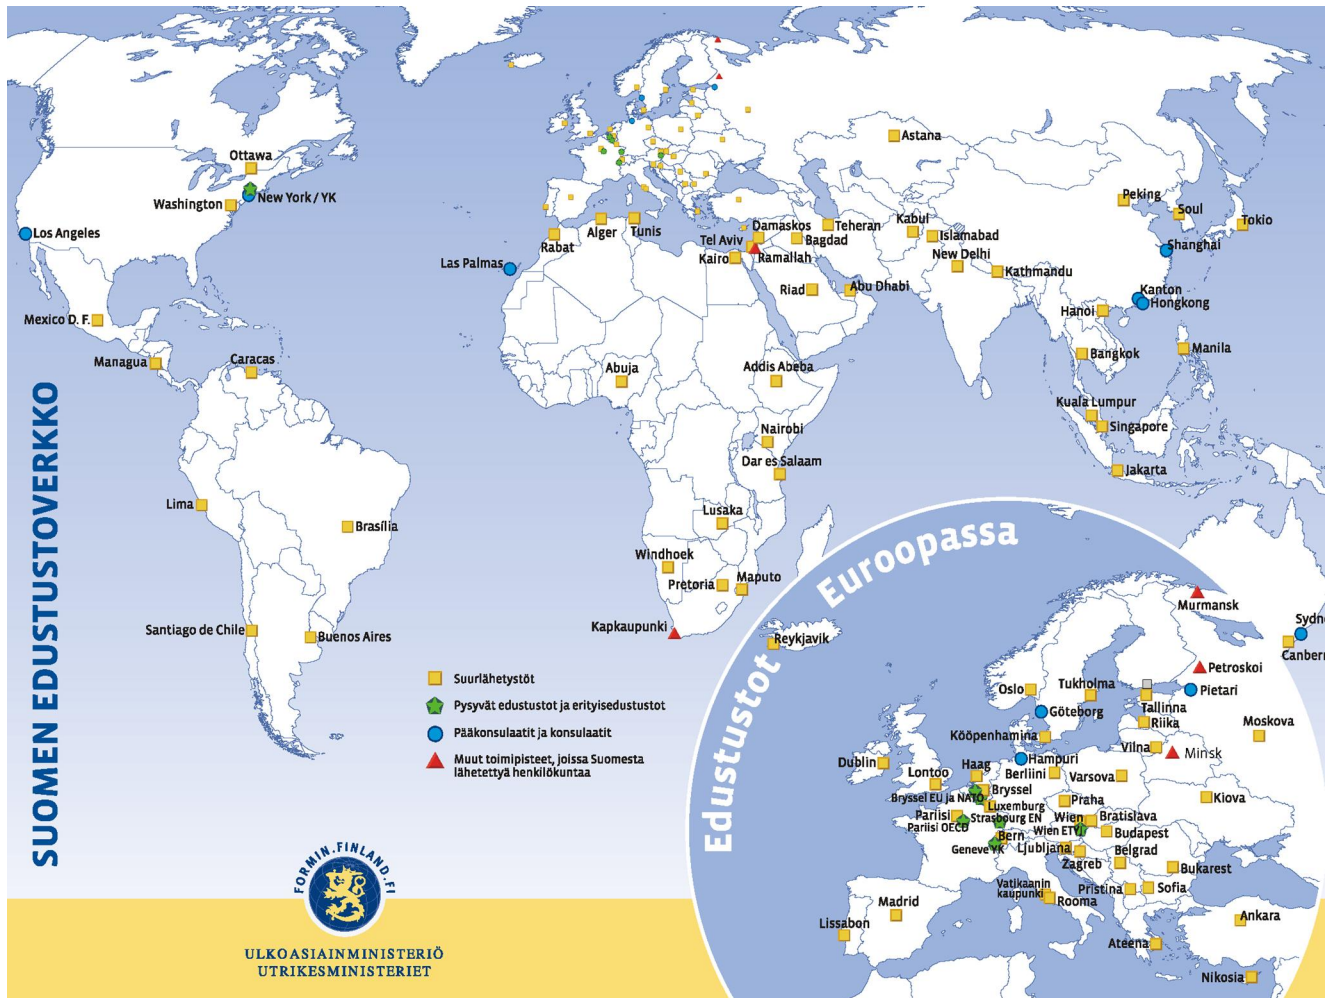 SUOMEN EDUSTUSTOVERKKO
Ottawa
Washington
New York / YK
Los Angeles
Mexico D. F.
Managua
Caracas
Lima
Brasília
Santiago de Chile
Buenos Aires
Las Palmas
Rabat
Alger
Tunis
Tel Aviv
Kairo
Damaskos
Ramallah
Bagdad
Teheran
Riad
Abu Dhabi
Kabul
Islamabad
New Delhi
Kathmandu
Astana
Peking
Soul
Tokio
Shanghai
Kanton
Hongkong
Hanoi
Bangkok
Manila
Kuala Lumpur
Singapore
Jakarta
Abuja
Addis Abeba
Nairobi
Dar es Salaam
Lusaka
Windhoek
Pretoria
Maputo
Kapkaupunki
Sydne
Canberr
Suurlähetystöt
Pysyvät edustustot ja erityisedustustot
Pääkonsulaatit ja konsulaatit
Muut toimipisteet, joissa Suomesta
lähetettyä henkilökuntaa
Edustustot Euroopassa
Reykjavik
Murmansk
Petroskoi
Pietari
Oslo
Tukholma
Tallinna
Riika
Göteborg
Kööpenhamina
Moskova
Vilna
Minsk
Dublin
Lontoo
Haag
Hampuri
Berliini
Varsova
Bryssel
Bryssel EU ja NATO
Luxemburg
Praha
Kiova
Pariisi
Pariisi OECD
Strasbourg EN
Wien
Wien ETYJ
Bratislava
Budapest
Bern
Geneve YK
Ljubljana
Zagreb
Belgrad
Bukarest
Vatikaanin
kaupunki
Rooma
Pristina
Sofia
Madrid
Lissabon
Ankara
Ateena
Nikosia
FORMIN.FINLAND.FI
ULKOASIAINMINISTERIÖ
UTRIKESMINISTERIET